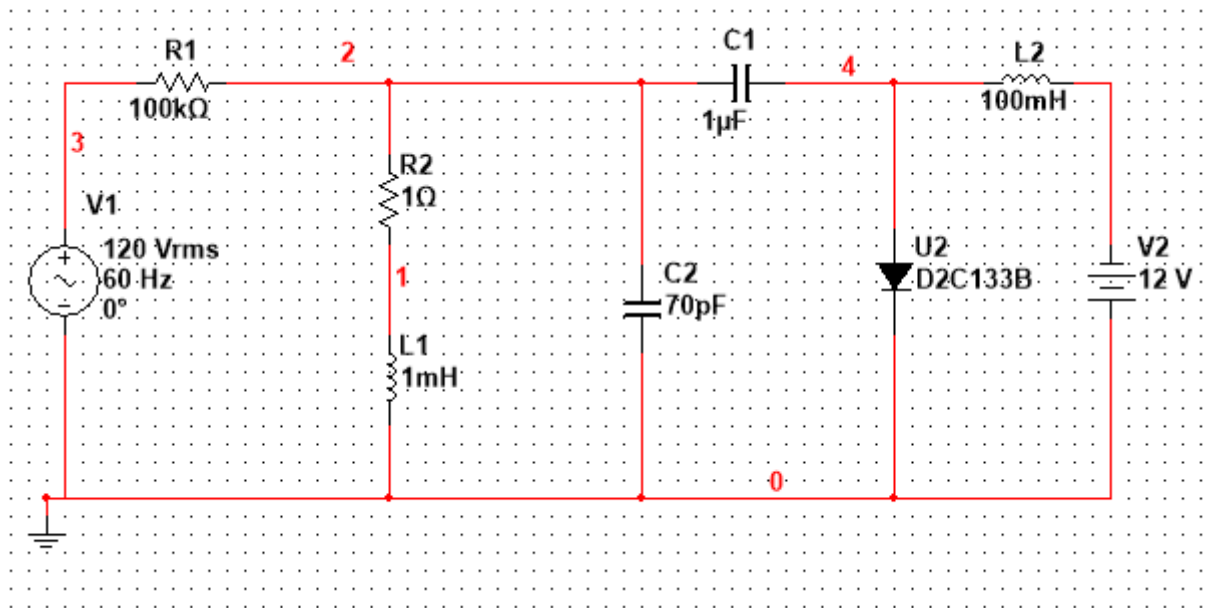 R1
100kΩ
2
C1
1µF
4
L2
100mH
3
V1
120 Vrms
60 Hz
0°
R2
1Ω
1
L1
1mH
C2
70pF
U2
D2C133B
V2
12 V
0